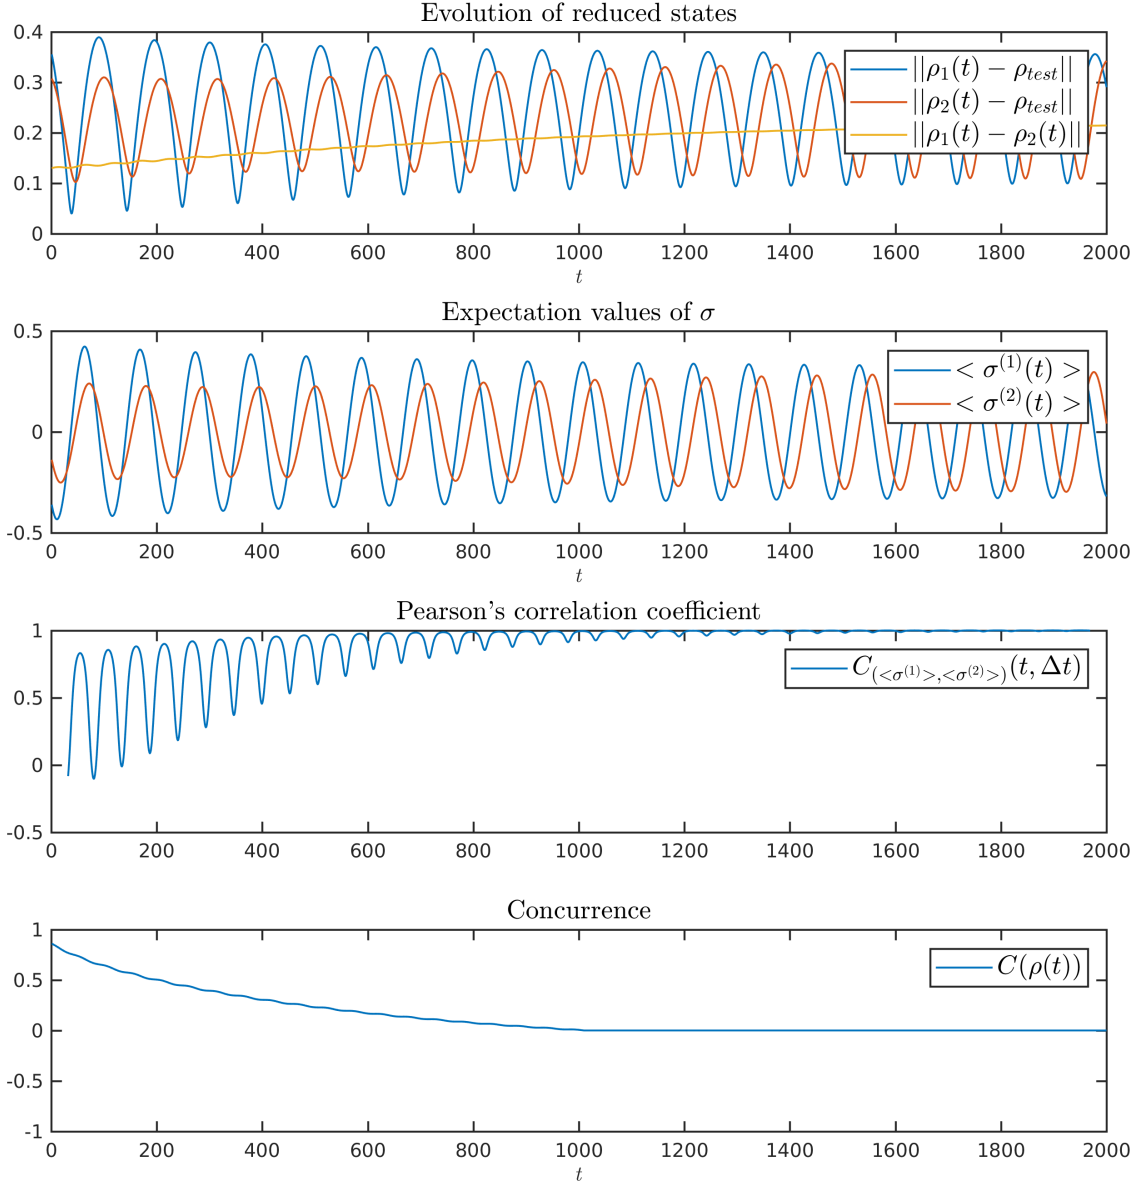 Evolution of reduced states
0.4
0.3
0.2
0.1
0
||ρ₁(t) − ρ_test||
||ρ₂(t) − ρ_test||
||ρ₁(t) − ρ₂(t)||
0 200 400 600 800 1000 1200 1400 1600 1800 2000
t
Expectation values of σ
0.5
0
-0.5
< σ⁽¹⁾(t) >
< σ⁽²⁾(t) >
0 200 400 600 800 1000 1200 1400 1600 1800 2000
t
Pearson's correlation coefficient
1
0.5
0
-0.5
C_(<σ⁽¹⁾>,<σ⁽²⁾>)(t, Δt)
0 200 400 600 800 1000 1200 1400 1600 1800 2000
Concurrence
1
0.5
0
-0.5
-1
C(ρ(t))
0 200 400 600 800 1000 1200 1400 1600 1800 2000
t